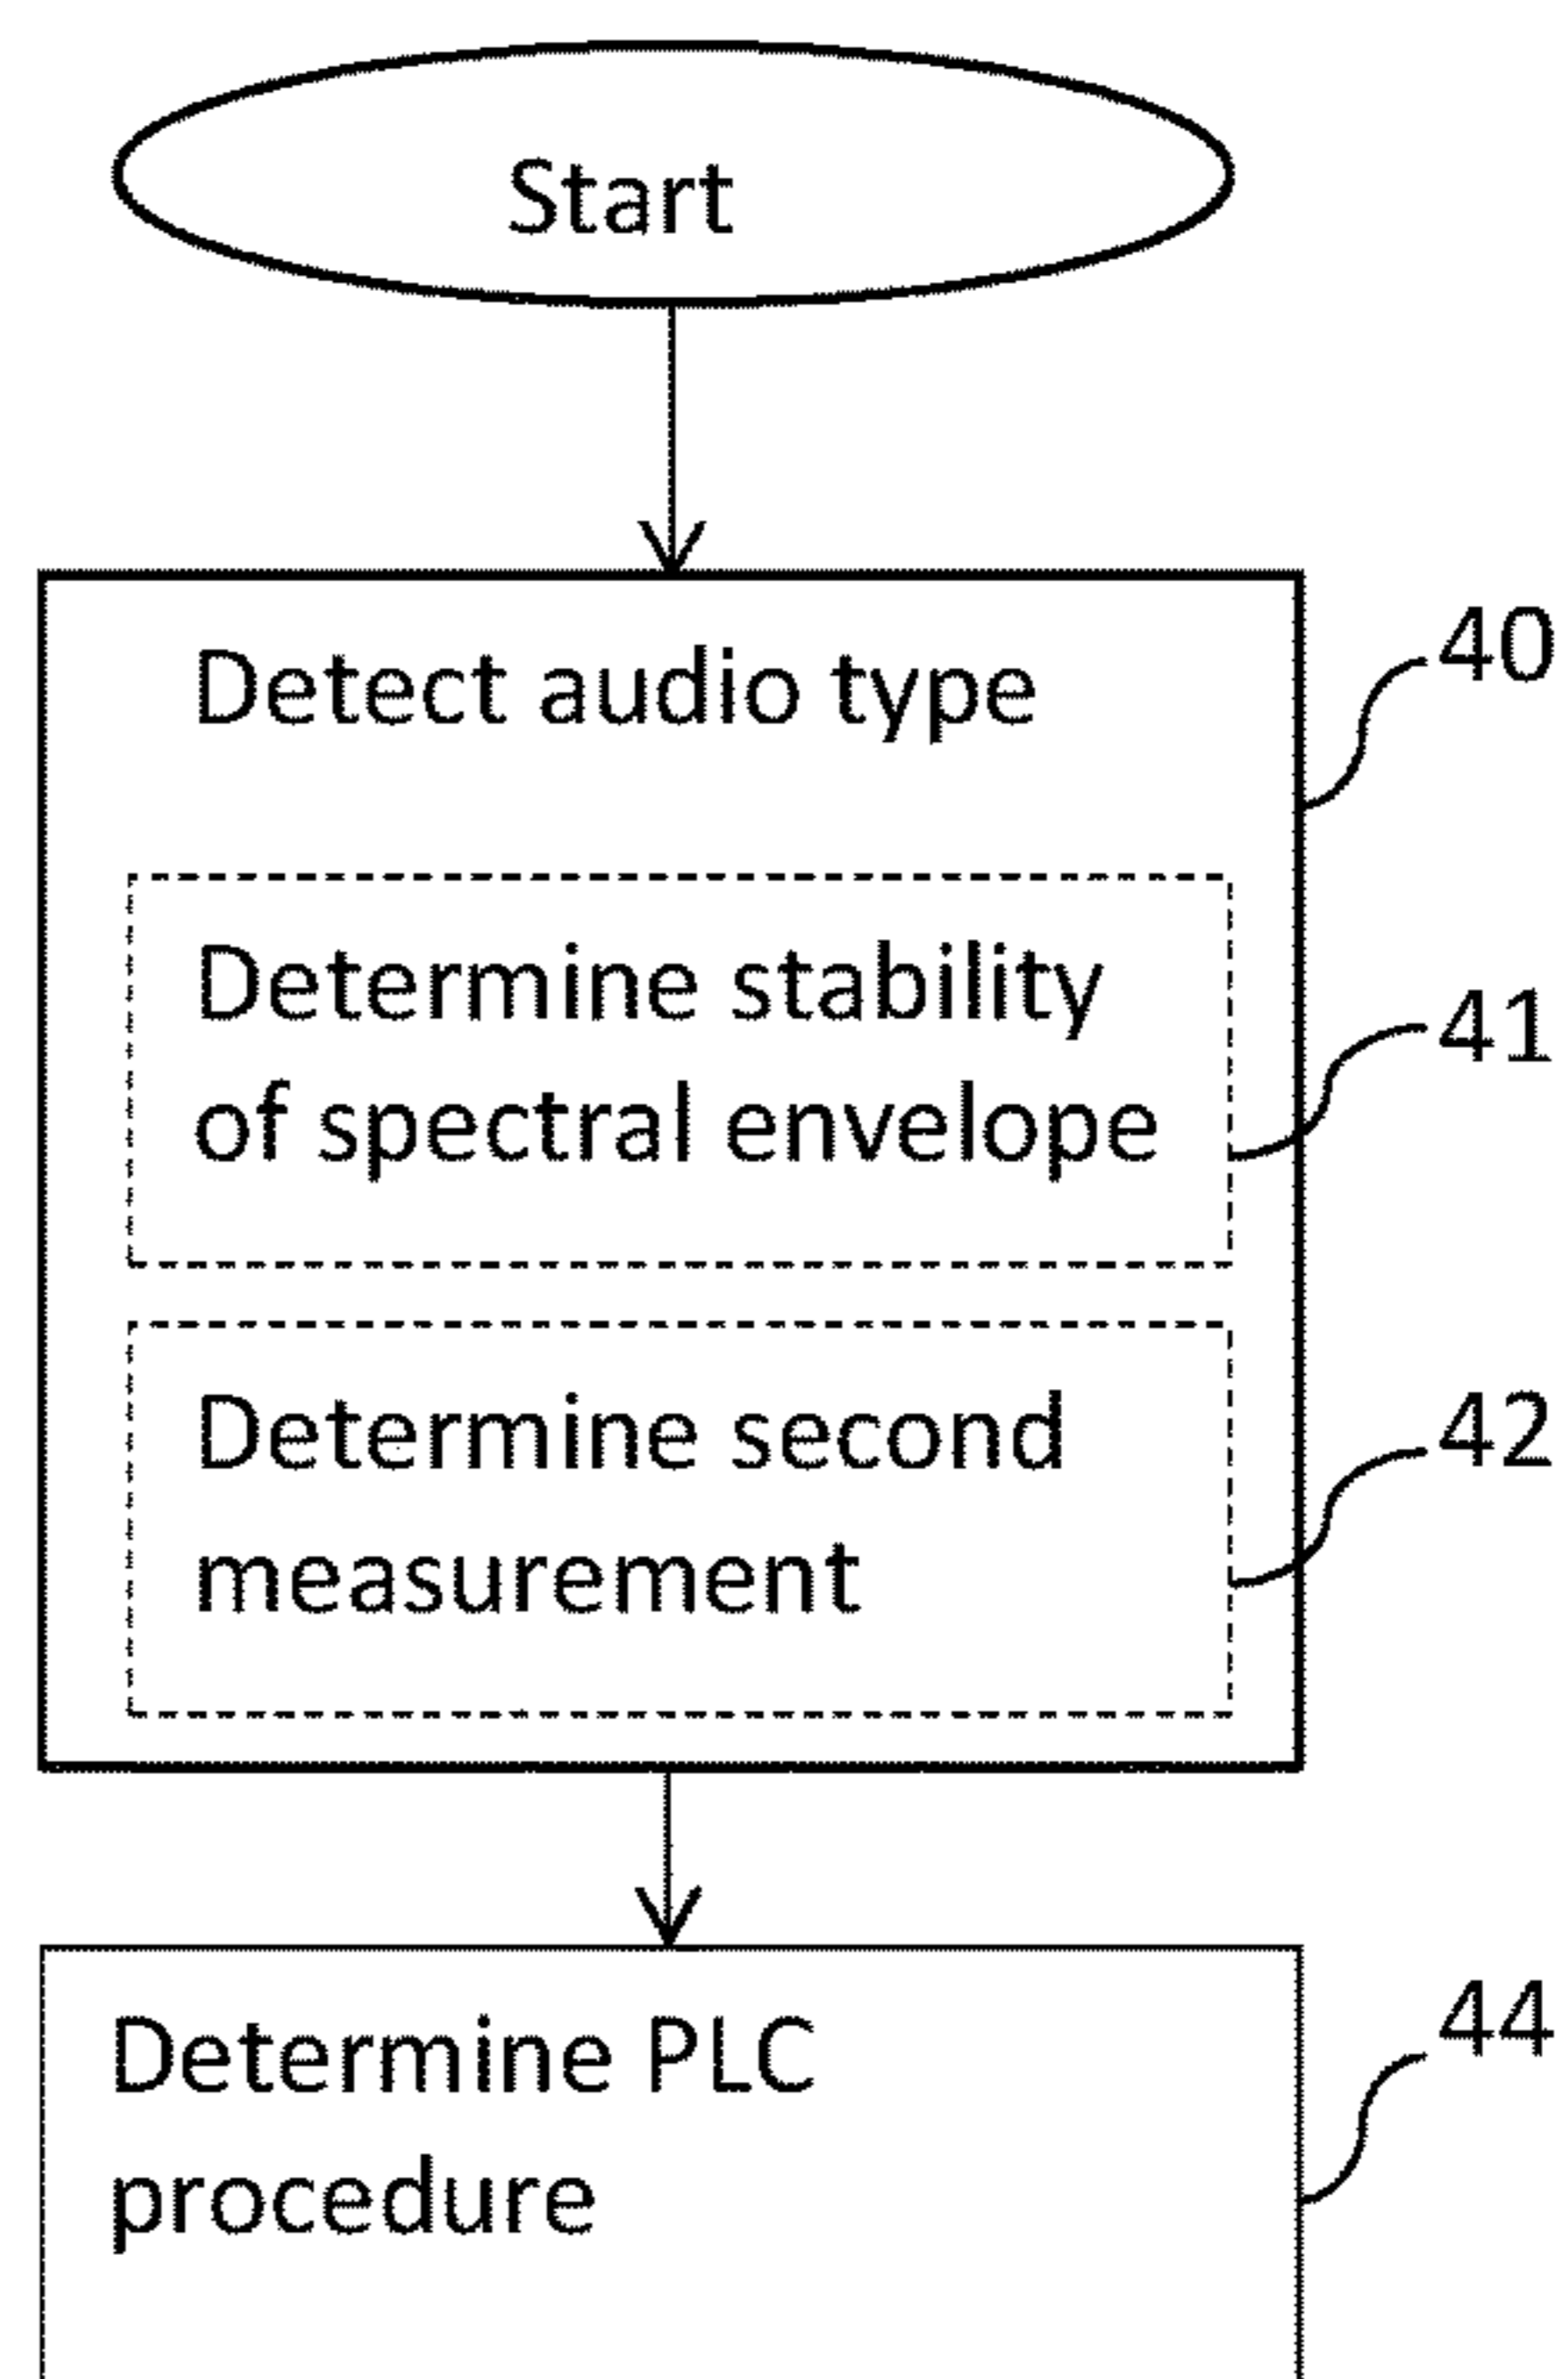 Start
Detect audio type
40
Determine stability
of spectral envelope
41
Determine second
measurement
42
Determine PLC
procedure
44